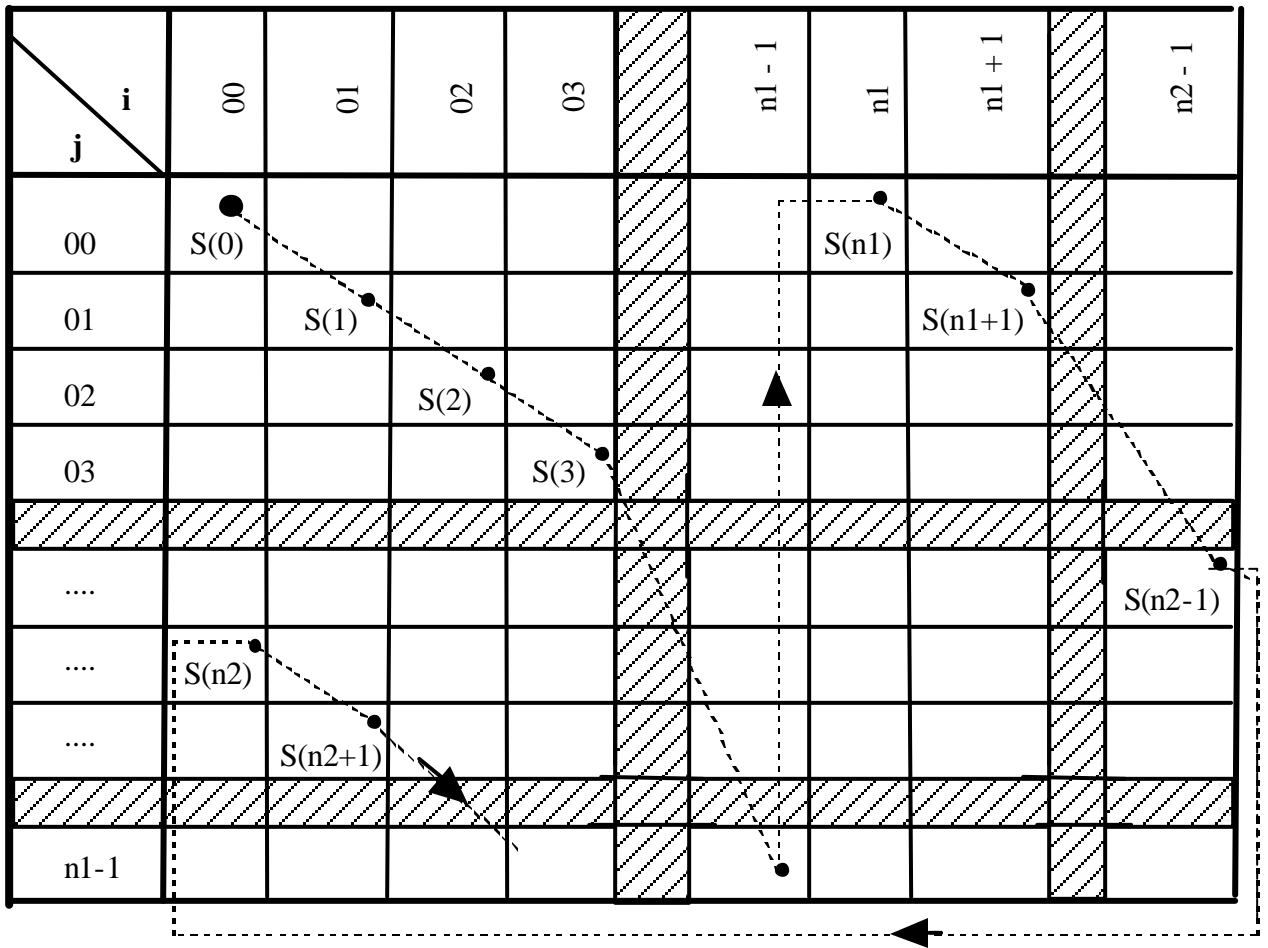 i
j
00
01
02
03
n1 - 1
n1
n1 + 1
n2 - 1
00
S(0)
S(n1)
01
S(1)
S(n1+1)
02
S(2)
03
S(3)
....
S(n2-1)
....
S(n2)
....
S(n2+1)
n1-1